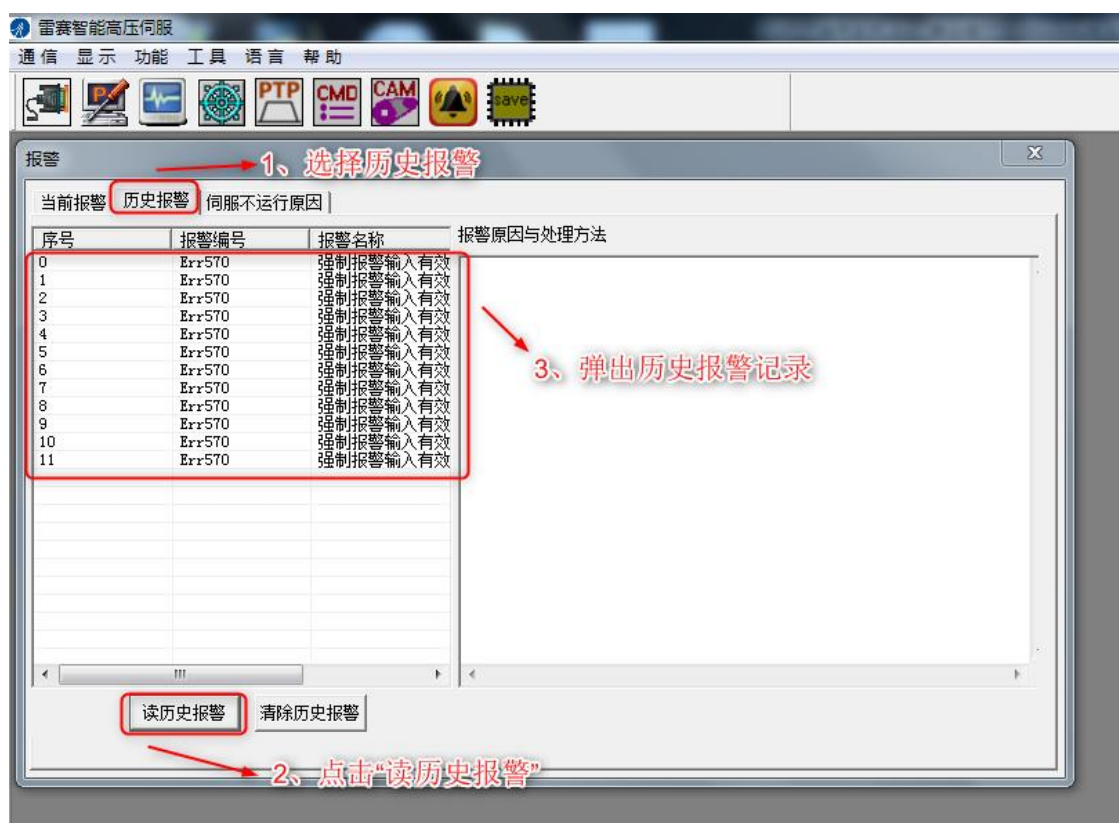 雷赛智能高压伺服
通信 显示 功能 工具 语言 帮助
PTP CMD CAM save
报警
1、选择历史报警
当前报警 历史报警 伺服不运行原因
序号 报警编号 报警名称 报警原因与处理方法
0 Err570 强制报警输入有效
1 Err570 强制报警输入有效
2 Err570 强制报警输入有效
3 Err570 强制报警输入有效
4 Err570 强制报警输入有效
5 Err570 强制报警输入有效
6 Err570 强制报警输入有效
7 Err570 强制报警输入有效
8 Err570 强制报警输入有效
9 Err570 强制报警输入有效
10 Err570 强制报警输入有效
11 Err570 强制报警输入有效
3、弹出历史报警记录
读历史报警 清除历史报警
2、点击“读历史报警”